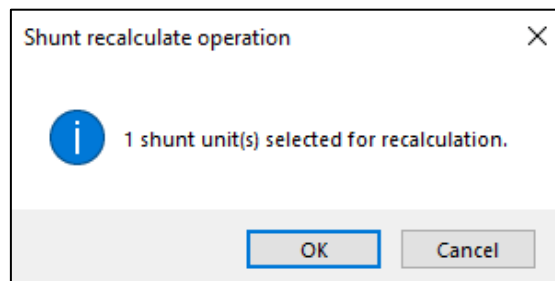 Shunt recalculate operation
1 shunt unit(s) selected for recalculation.
OK
Cancel